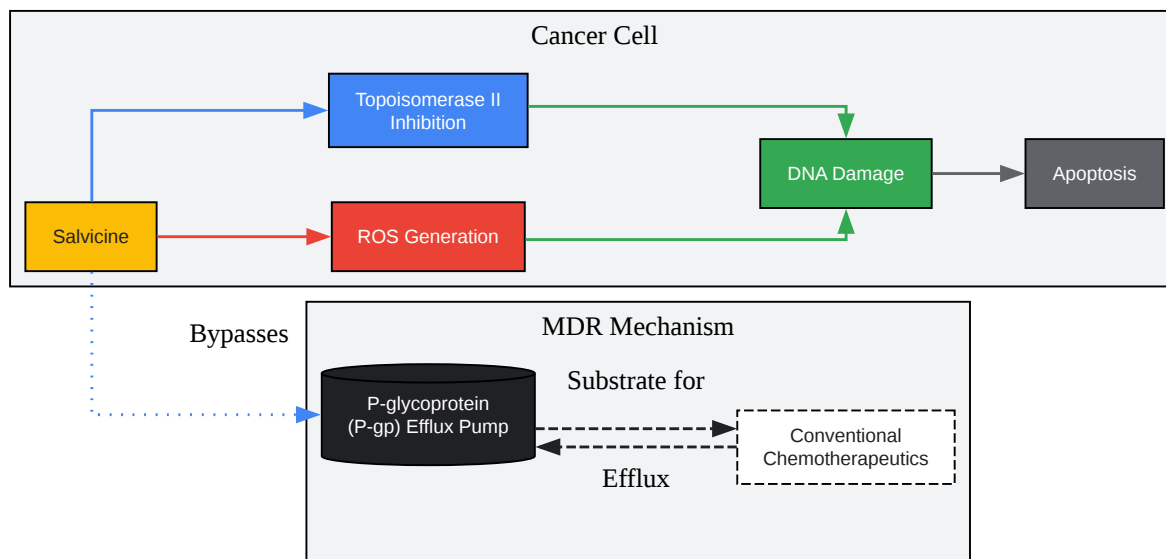 Cancer Cell
Topoisomerase II
Inhibition
DNA Damage
Apoptosis
Salvicine
ROS Generation
Bypasses
MDR Mechanism
Substrate for
P-glycoprotein
(P-gp) Efflux Pump
Conventional
Chemotherapeutics
Efflux